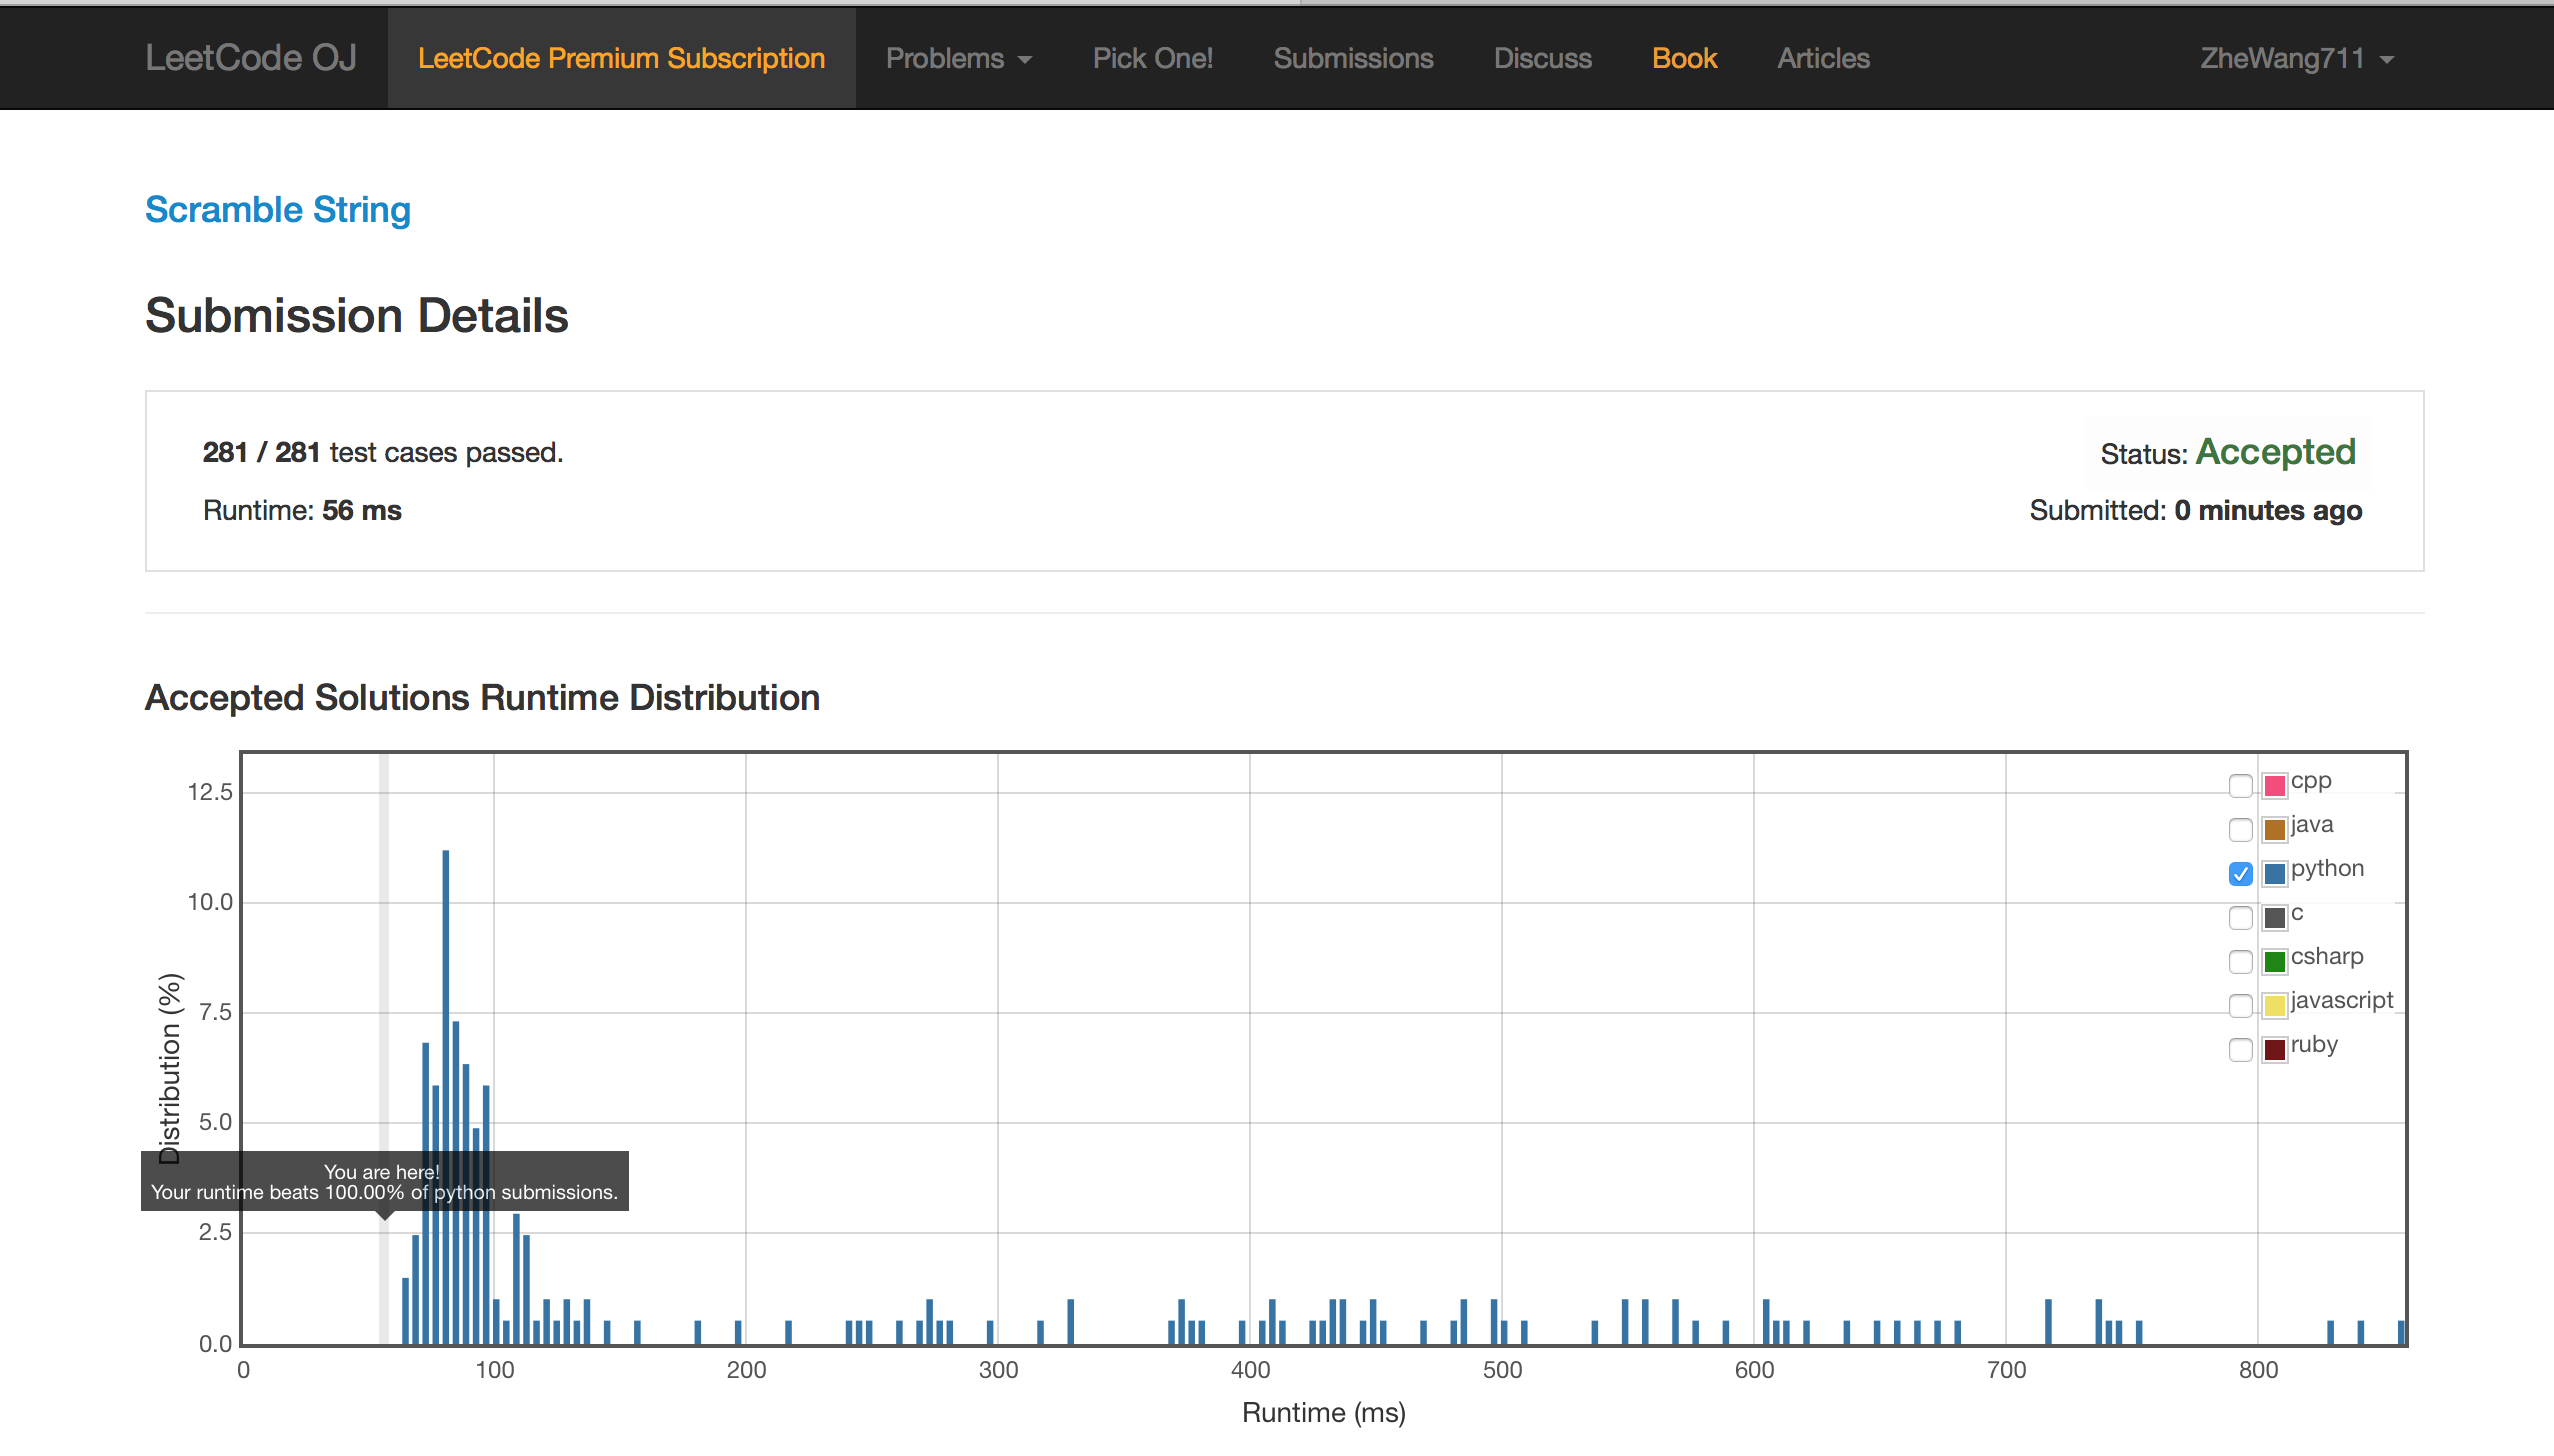 LeetCode OJ LeetCode Premium Subscription Problems Pick One! Submissions Discuss Book Articles ZheWang711
Scramble String
Submission Details
281 / 281 test cases passed. Status: Accepted
Runtime: 56 ms Submitted: 0 minutes ago
Accepted Solutions Runtime Distribution
12.5
10.0
7.5
5.0
2.5
0.0
Distribution (%)
cpp
java
python
c
csharp
javascript
ruby
You are here!
Your runtime beats 100.00% of python submissions.
0 100 200 300 400 500 600 700 800
Runtime (ms)